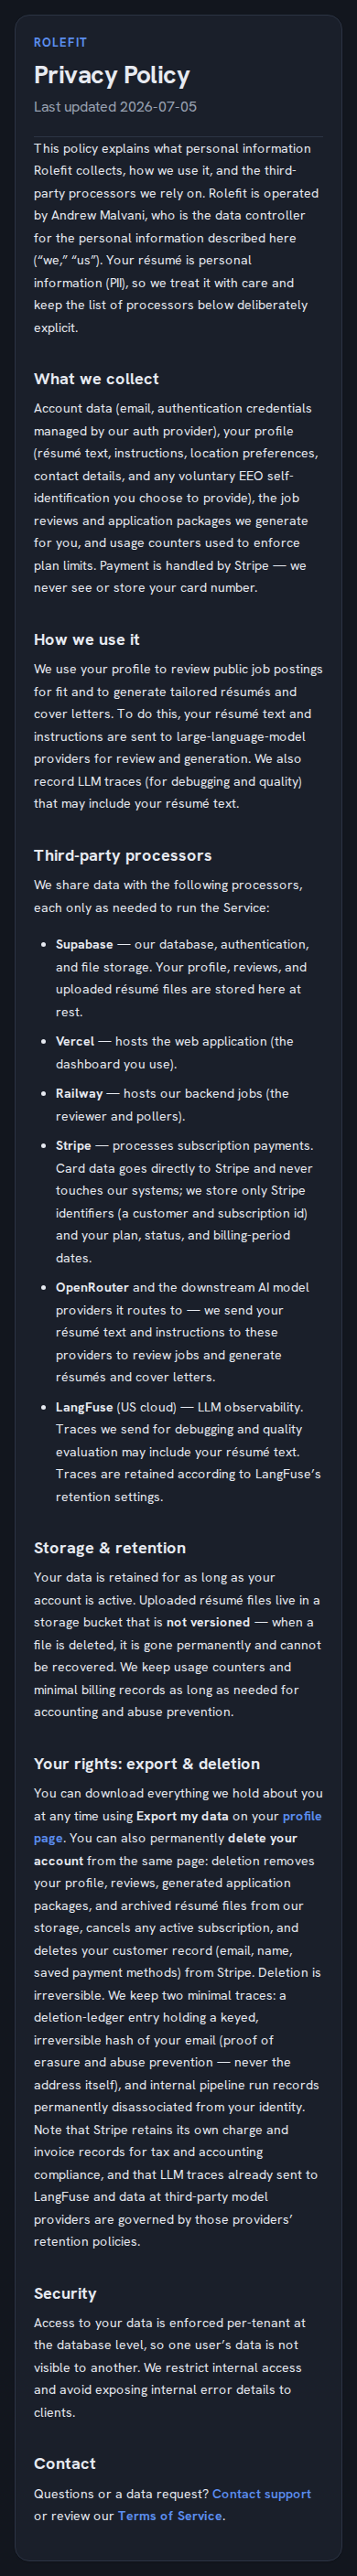 ROLEFIT
Privacy Policy
Last updated 2026-07-05
This policy explains what personal information
Rolefit collects, how we use it, and the third-
party processors we rely on. Rolefit is operated
by Andrew Malvani, who is the data controller
for the personal information described here
(“we,” “us”). Your résumé is personal
information (PII), so we treat it with care and
keep the list of processors below deliberately
explicit.
What we collect
Account data (email, authentication credentials
managed by our auth provider), your profile
(résumé text, instructions, location preferences,
contact details, and any voluntary EEO self-
identification you choose to provide), the job
reviews and application packages we generate
for you, and usage counters used to enforce
plan limits. Payment is handled by Stripe — we
never see or store your card number.
How we use it
We use your profile to review public job postings
for fit and to generate tailored résumés and
cover letters. To do this, your résumé text and
instructions are sent to large-language-model
providers for review and generation. We also
record LLM traces (for debugging and quality)
that may include your résumé text.
Third-party processors
We share data with the following processors,
each only as needed to run the Service:
• Supabase — our database, authentication,
and file storage. Your profile, reviews, and
uploaded résumé files are stored here at
rest.
• Vercel — hosts the web application (the
dashboard you use).
• Railway — hosts our backend jobs (the
reviewer and pollers).
• Stripe — processes subscription payments.
Card data goes directly to Stripe and never
touches our systems; we store only Stripe
identifiers (a customer and subscription id)
and your plan, status, and billing-period
dates.
• OpenRouter and the downstream AI model
providers it routes to — we send your
résumé text and instructions to these
providers to review jobs and generate
résumés and cover letters.
• LangFuse (US cloud) — LLM observability.
Traces we send for debugging and quality
evaluation may include your résumé text.
Traces are retained according to LangFuse’s
retention settings.
Storage & retention
Your data is retained for as long as your
account is active. Uploaded résumé files live in a
storage bucket that is not versioned — when a
file is deleted, it is gone permanently and cannot
be recovered. We keep usage counters and
minimal billing records as long as needed for
accounting and abuse prevention.
Your rights: export & deletion
You can download everything we hold about you
at any time using Export my data on your profile
page. You can also permanently delete your
account from the same page: deletion removes
your profile, reviews, generated application
packages, and archived résumé files from our
storage, cancels any active subscription, and
deletes your customer record (email, name,
saved payment methods) from Stripe. Deletion is
irreversible. We keep two minimal traces: a
deletion-ledger entry holding a keyed,
irreversible hash of your email (proof of
erasure and abuse prevention — never the
address itself), and internal pipeline run records
permanently disassociated from your identity.
Note that Stripe retains its own charge and
invoice records for tax and accounting
compliance, and that LLM traces already sent to
LangFuse and data at third-party model
providers are governed by those providers’
retention policies.
Security
Access to your data is enforced per-tenant at
the database level, so one user’s data is not
visible to another. We restrict internal access
and avoid exposing internal error details to
clients.
Contact
Questions or a data request? Contact support
or review our Terms of Service.